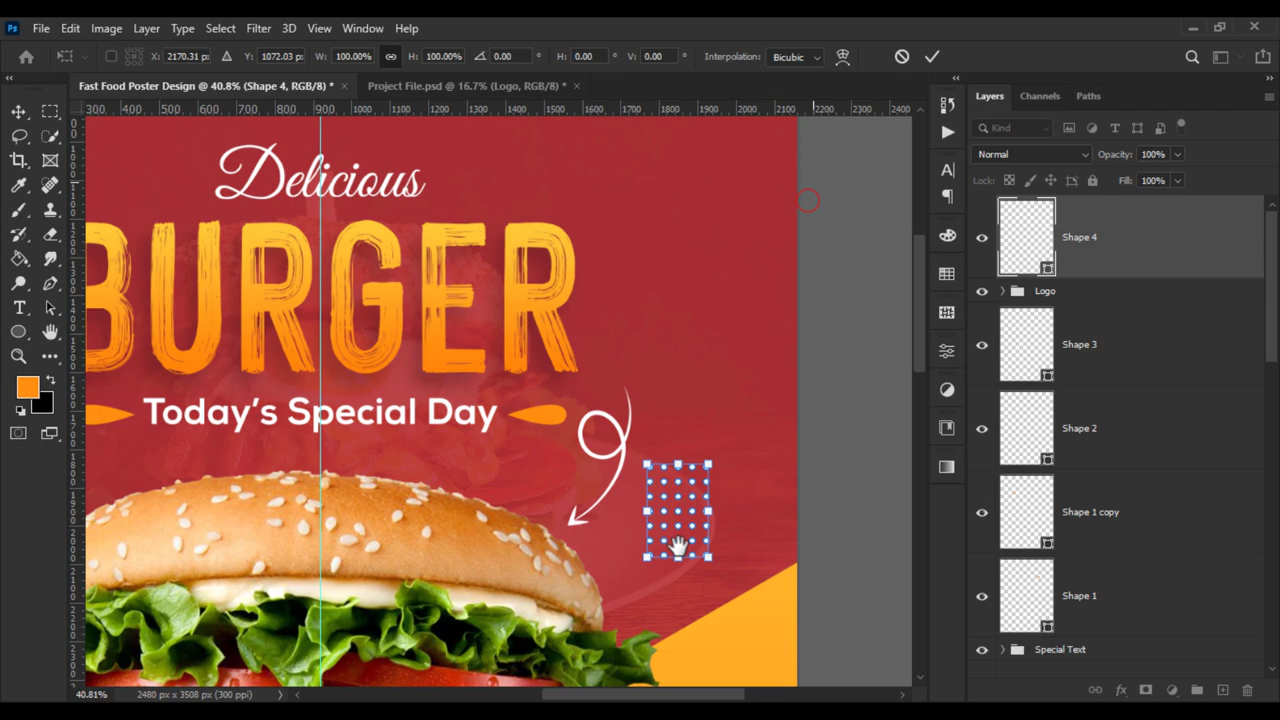 Ps File Edit Image Layer Type Select Filter 3D View Window Help
X: 2170.31 px Y: 1072.03 px W: 100.00% H: 100.00% 0.00 ° H: 0.00 ° V: 0.00 ° Interpolation: Bicubic
Fast Food Poster Design @ 40.8% (Shape 4, RGB/8) * × Project File.psd @ 16.7% (Logo, RGB/8) * ×
300 600 700 800 900 1000 1100 1200 1300 1400 1500 1600 1700 1800 1900 2000 2100 2200 2300 2400
Layers Channels Paths
Kind
Normal Opacity: 100%
Lock: Fill: 100%
Shape 4
Logo
Shape 3
Shape 2
Shape 1 copy
Shape 1
Special Text
Delicious
BURGER
Today's Special Day
40.81% 2480 px x 3508 px (300 ppi)